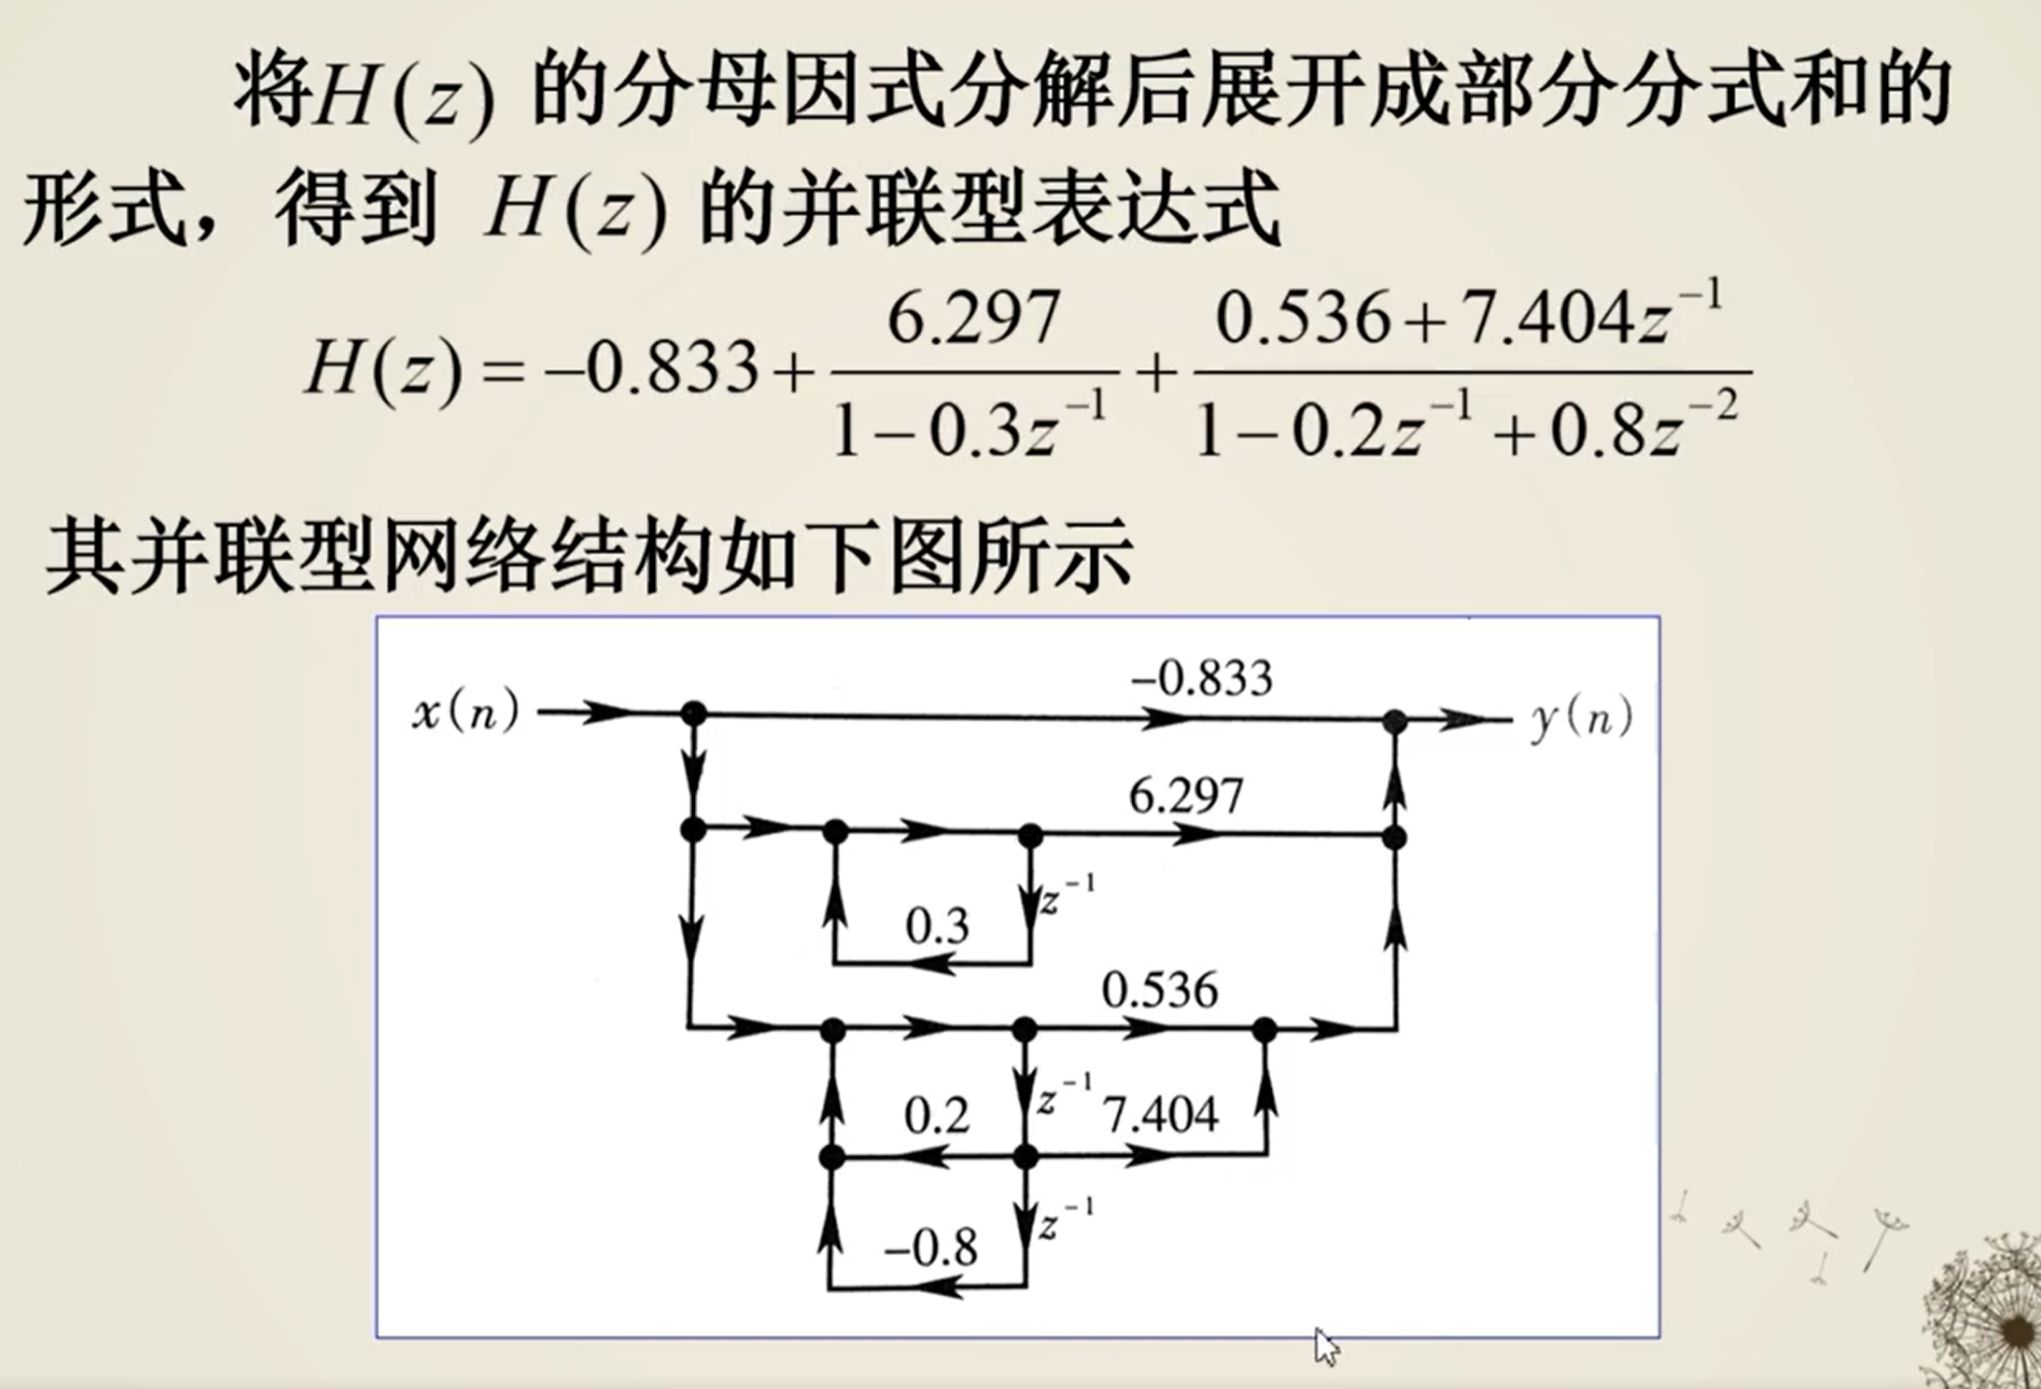 将H(z) 的分母因式分解后展开成部分分式和的
形式，得到 H(z) 的并联型表达式
H(z) = −0.833 + 6.297 / (1−0.3z⁻¹) + (0.536+7.404z⁻¹) / (1−0.2z⁻¹+0.8z⁻²)
其并联型网络结构如下图所示
−0.833
x(n) y(n)
6.297
z⁻¹
0.3
0.536
z⁻¹
0.2 7.404
z⁻¹
−0.8